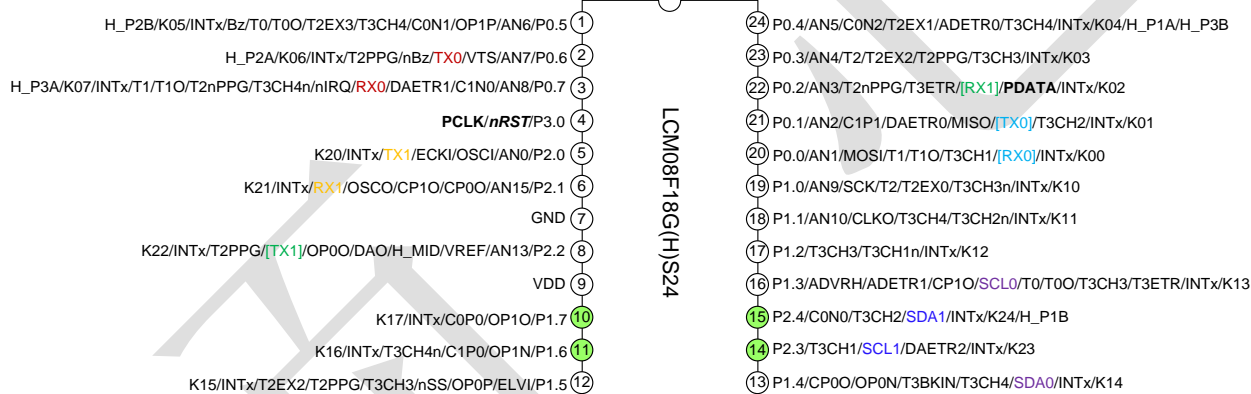 H_P2B/K05/INTx/Bz/T0/T0O/T2EX3/T3CH4/C0N1/OP1P/AN6/P0.5 1
H_P2A/K06/INTx/T2PPG/nBz/TX0/VTS/AN7/P0.6 2
H_P3A/K07/INTx/T1/T1O/T2nPPG/T3CH4n/nIRQ/RX0/DAETR1/C1N0/AN8/P0.7 3
PCLK/nRST/P3.0 4
K20/INTx/TX1/ECKI/OSCI/AN0/P2.0 5
K21/INTx/RX1/OSCO/CP1O/CP0O/AN15/P2.1 6
GND 7
K22/INTx/T2PPG/[TX1]/OP0O/DAO/H_MID/VREF/AN13/P2.2 8
VDD 9
K17/INTx/C0P0/OP1O/P1.7 10
K16/INTx/T3CH4n/C1P0/OP1N/P1.6 11
K15/INTx/T2EX2/T2PPG/T3CH3/nSS/OP0P/ELVI/P1.5 12
LCM08F18G(H)S24
24 P0.4/AN5/C0N2/T2EX1/ADETR0/T3CH4/INTx/K04/H_P1A/H_P3B
23 P0.3/AN4/T2/T2EX2/T2PPG/T3CH3/INTx/K03
22 P0.2/AN3/T2nPPG/T3ETR/[RX1]/PDATA/INTx/K02
21 P0.1/AN2/C1P1/DAETR0/MISO/[TX0]/T3CH2/INTx/K01
20 P0.0/AN1/MOSI/T1/T1O/T3CH1/[RX0]/INTx/K00
19 P1.0/AN9/SCK/T2/T2EX0/T3CH3n/INTx/K10
18 P1.1/AN10/CLKO/T3CH4/T3CH2n/INTx/K11
17 P1.2/T3CH3/T3CH1n/INTx/K12
16 P1.3/ADVRH/ADETR1/CP1O/SCL0/T0/T0O/T3CH3/T3ETR/INTx/K13
15 P2.4/C0N0/T3CH2/SDA1/INTx/K24/H_P1B
14 P2.3/T3CH1/SCL1/DAETR2/INTx/K23
13 P1.4/CP0O/OP0N/T3BKIN/T3CH4/SDA0/INTx/K14